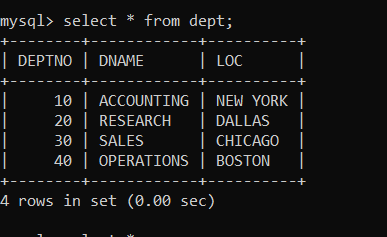 mysql> select * from dept;
+--------+------------+----------+
| DEPTNO | DNAME      | LOC      |
+--------+------------+----------+
|     10 | ACCOUNTING | NEW YORK |
|     20 | RESEARCH   | DALLAS   |
|     30 | SALES      | CHICAGO  |
|     40 | OPERATIONS | BOSTON   |
+--------+------------+----------+
4 rows in set (0.00 sec)